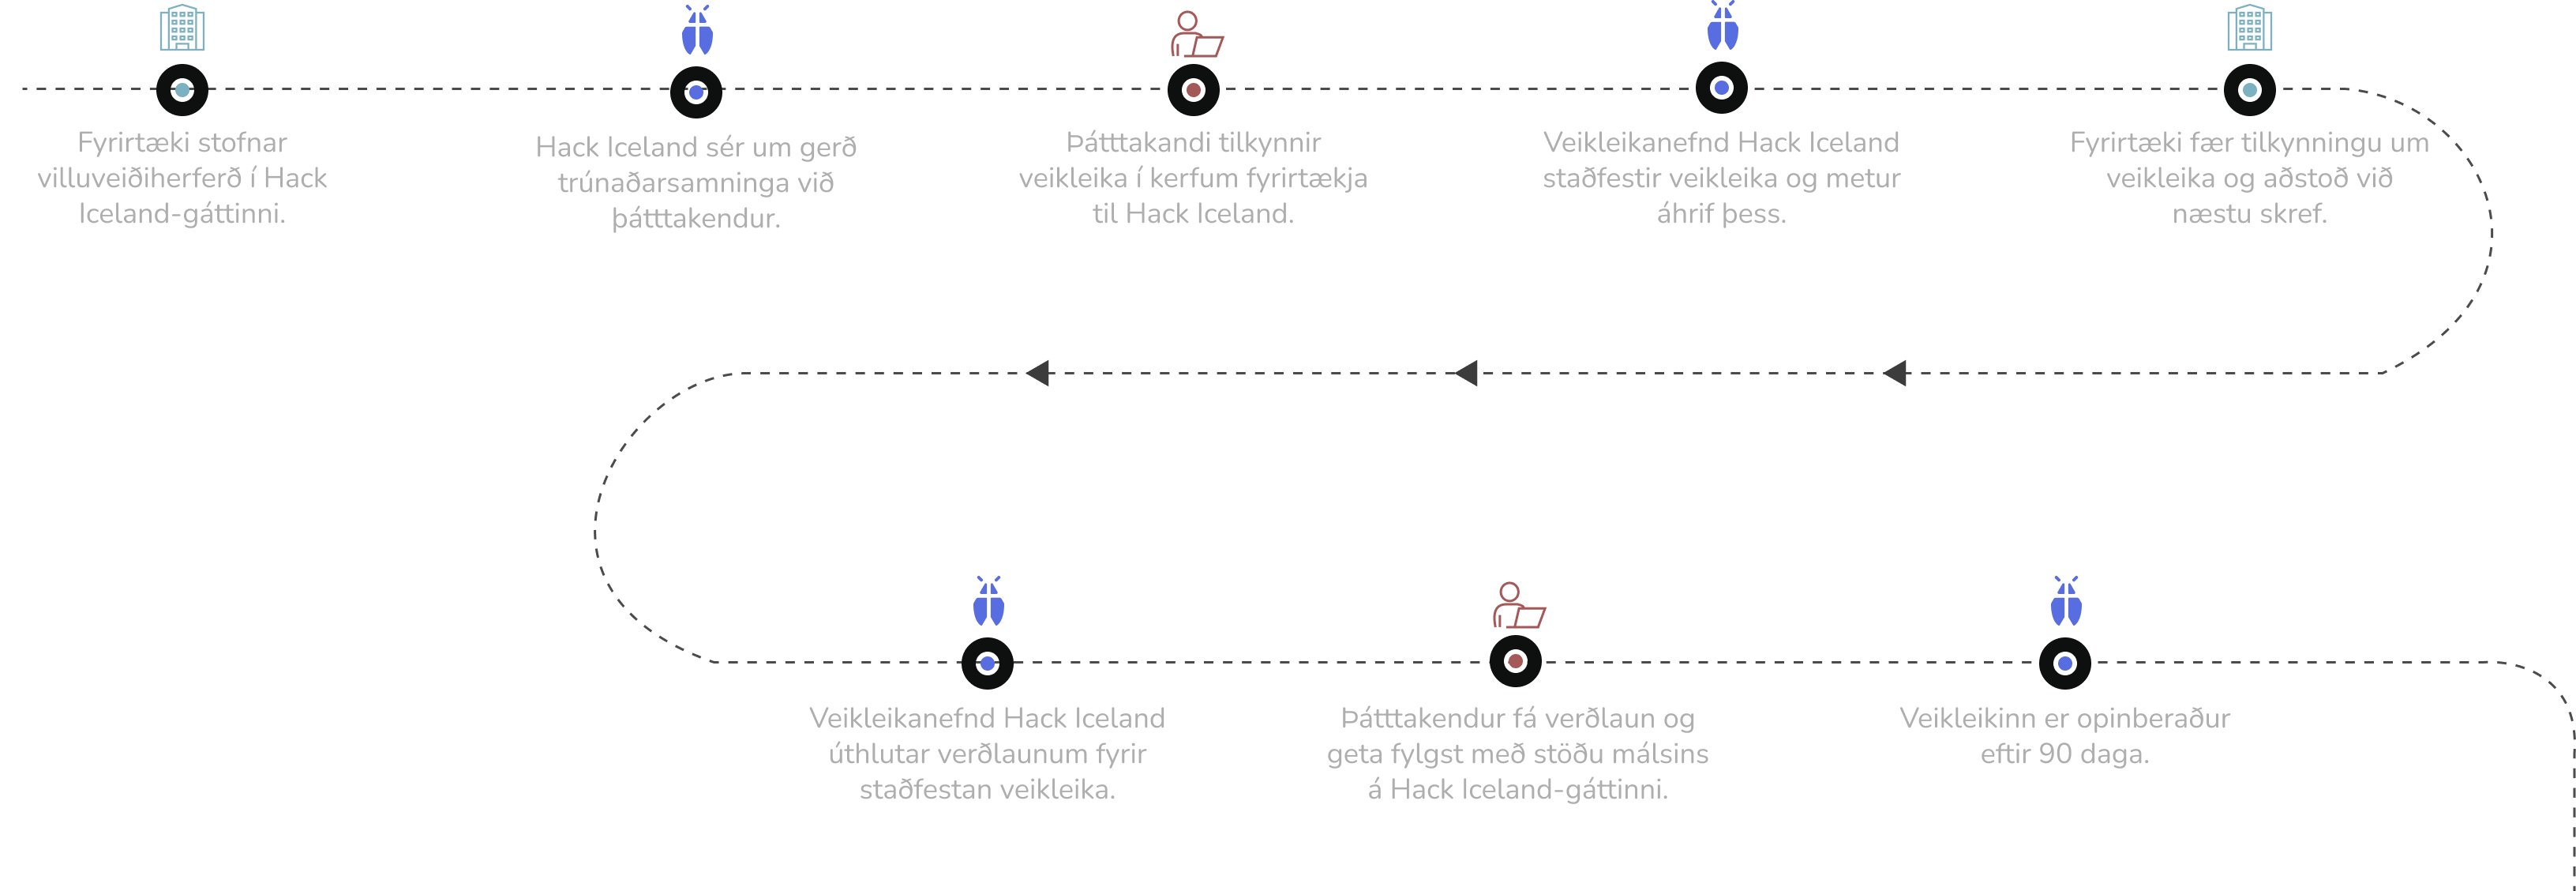 Fyrirtæki stofnar
villuveiðiherferð í Hack
Iceland-gáttinni.
Hack Iceland sér um gerð
trúnaðarsamninga við
þátttakendur.
Þátttakandi tilkynnir
veikleika í kerfum fyrirtækja
til Hack Iceland.
Veikleikanefnd Hack Iceland
staðfestir veikleika og metur
áhrif þess.
Fyrirtæki fær tilkynningu um
veikleika og aðstoð við
næstu skref.
Veikleikanefnd Hack Iceland
úthlutar verðlaunum fyrir
staðfestan veikleika.
Þátttakendur fá verðlaun og
geta fylgst með stöðu málsins
á Hack Iceland-gáttinni.
Veikleikinn er opinberaður
eftir 90 daga.